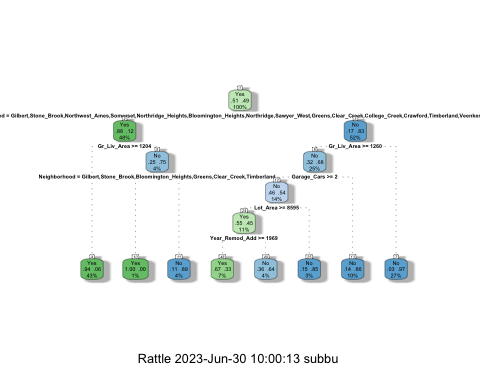 Yes
.51 .49
100%
d = Gilbert,Stone_Brook,Northwest_Ames,Somerset,Northridge_Heights,Bloomington_Heights,Northridge,Sawyer_West,Greens,Clear_Creek,College_Creek,Crawford,Timberland,Veenker
Yes
.88 .12
48%
No
.17 .83
52%
Gr_Liv_Area >= 1204
Gr_Liv_Area >= 1260
No
.25 .75
4%
No
.32 .68
25%
Neighborhood = Gilbert,Stone_Brook,Bloomington_Heights,Greens,Clear_Creek,Timberland
Garage_Cars >= 2
No
.46 .54
14%
Lot_Area >= 8595
Yes
.55 .45
11%
Year_Remod_Add >= 1969
Yes
.94 .06
43%
Yes
1.00 .00
1%
No
.11 .89
4%
Yes
.67 .33
7%
No
.36 .64
4%
No
.15 .85
3%
No
.14 .86
10%
No
.03 .97
27%
Rattle 2023-Jun-30 10:00:13 subbu